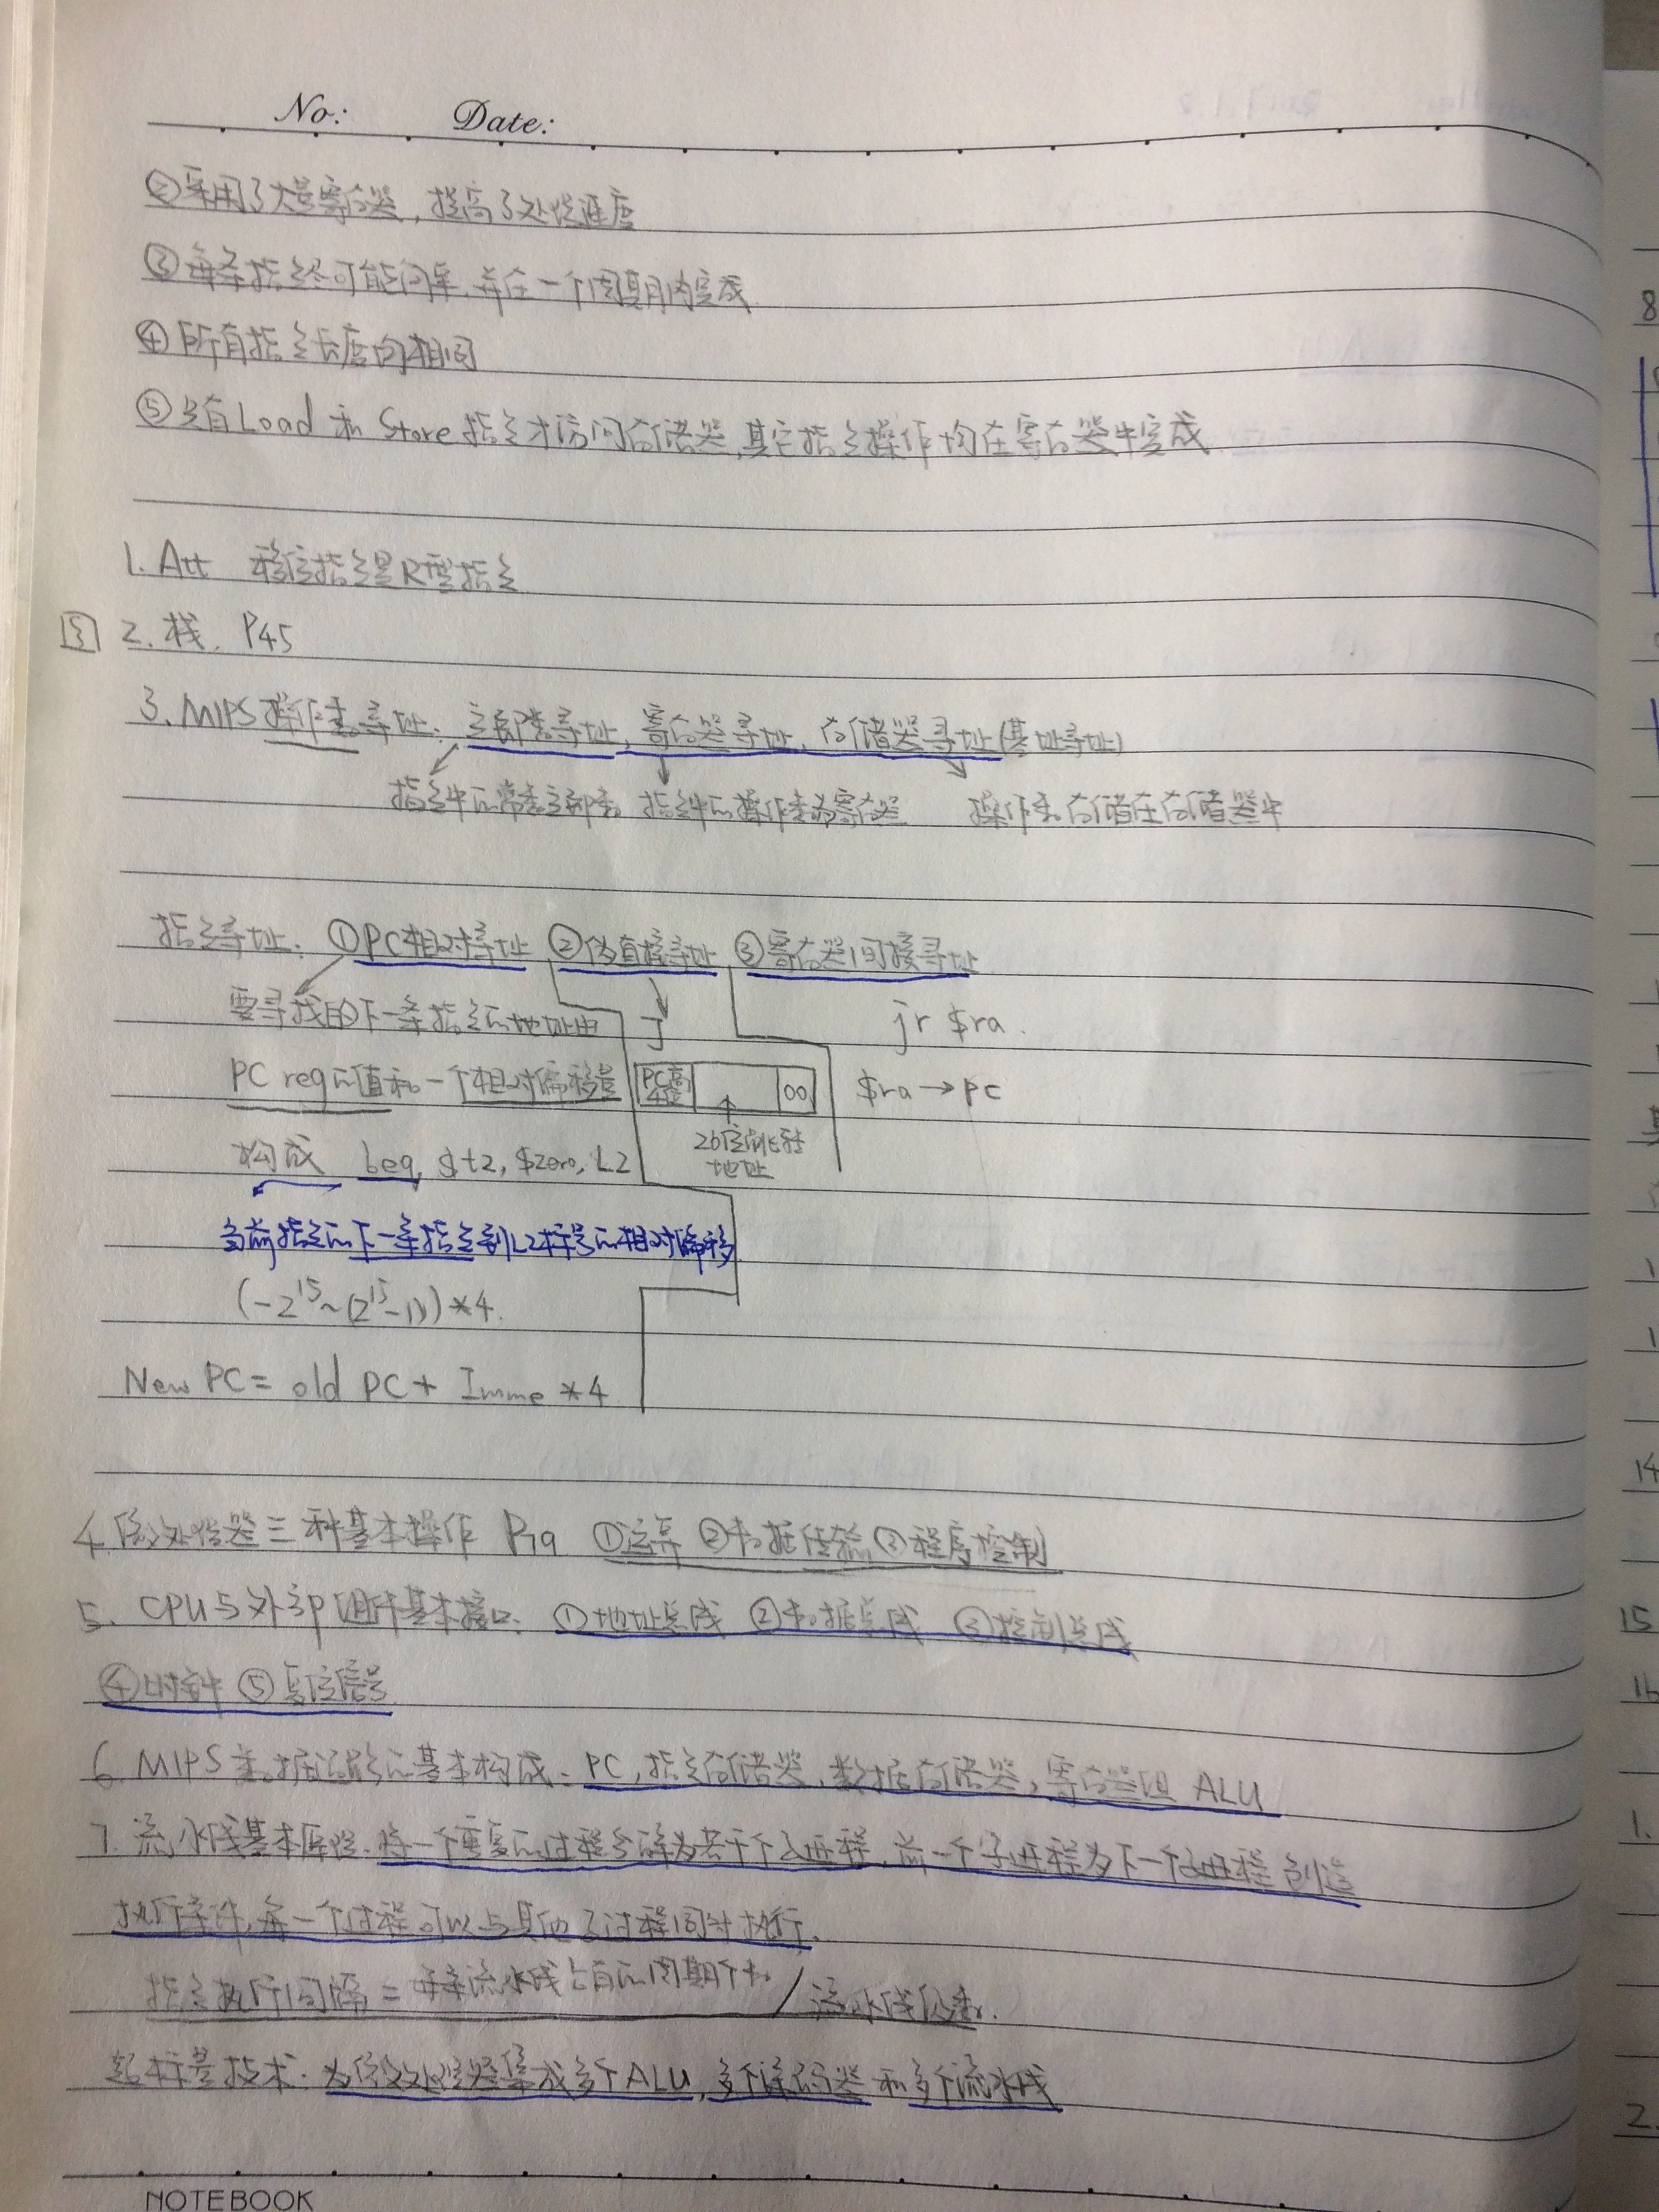 No: Date:
②采用了大量寄存器，提高了处理速度
③每条指令尽可能简单，并在一个周期内完成
④所有指令长度均相同
⑤只有Load 和 Store 指令才访问存储器，其它指令操作均在寄存器中完成
1. Att 移位指令是R型指令
2. 栈. P45
3. MIPS操作数寻址：立即数寻址，寄存器寻址，存储器寻址(基址寻址)
指令中的常数立即数 指令中的操作数为寄存器 操作数存储在存储器中
指令寻址：①PC相对寻址 ②伪直接寻址 ③寄存器间接寻址
要寻找的下一条指令的地址由 J jr $ra.
PC reg的值和一个相对偏移量 PC高4位 00 $ra→pc
构成 beq, $t2, $zero, L2 26位跳转
地址
当前指令的下一条指令到L2标号的相对偏移
(-2^15~(2^15-1))*4.
New PC = old PC + Imme *4
4. 微处理器三种基本操作 P79 ①运算 ②数据传输 ③程序控制
5. CPU与外部组件基本接口：①地址总线 ②数据总线 ③控制总线
④时钟 ⑤复位信号
6. MIPS数据通路的基本构成：PC，指令存储器，数据存储器，寄存器组 ALU
7. 流水线基本原理：将一个重复的过程分解为若干个子过程，前一个子过程为下一个子过程创造
执行条件，每一个过程可以与其他子过程同时执行.
指令执行间隔 = 每条流水线占有的周期个数 / 流水线级数.
超标量技术：为微处理器集成多个ALU，多个译码器和多个流水线
NOTEBOOK
8
14
15
16
1.
2.